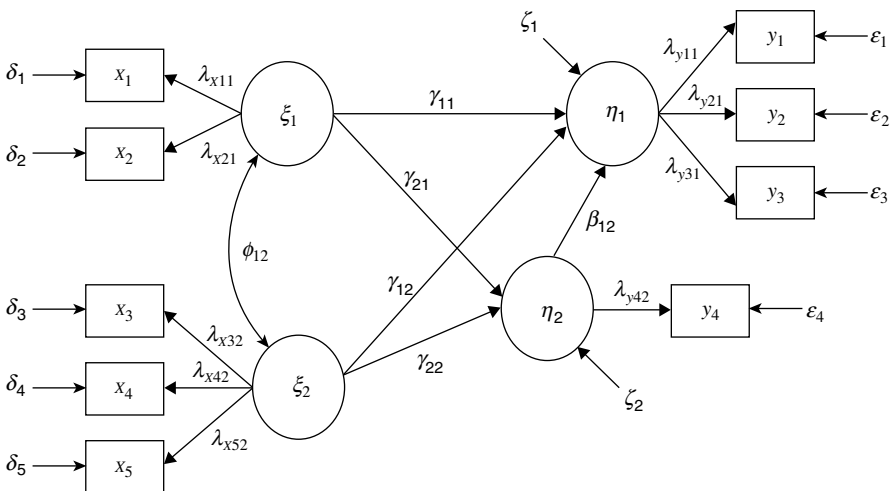 ζ1
y1
ε1
λy11
δ1
x1
λx11
γ11
λy21
ξ1
η1
y2
ε2
δ2
x2
λx21
γ21
λy31
y3
ε3
β12
ϕ12
γ12
λy42
δ3
x3
λx32
η2
y4
ε4
γ22
δ4
x4
λx42
ξ2
ζ2
λx52
δ5
x5